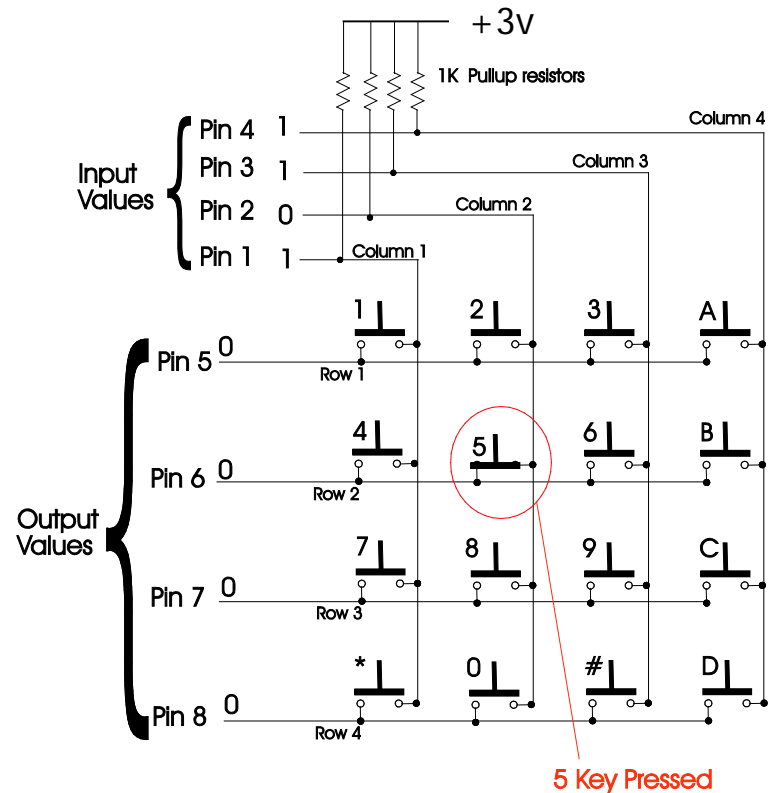 +3v
1K Pullup resistors
Column 4
Pin 4 1
Column 3
Pin 3 1
Input
Values
Column 2
Pin 2 0
Column 1
Pin 1 1
1 2 3 A
Pin 5 0
Row 1
4 5 6 B
Pin 6 0
Row 2
Output
Values
7 8 9 C
Pin 7 0
Row 3
* 0 # D
Pin 8 0
Row 4
5 Key Pressed